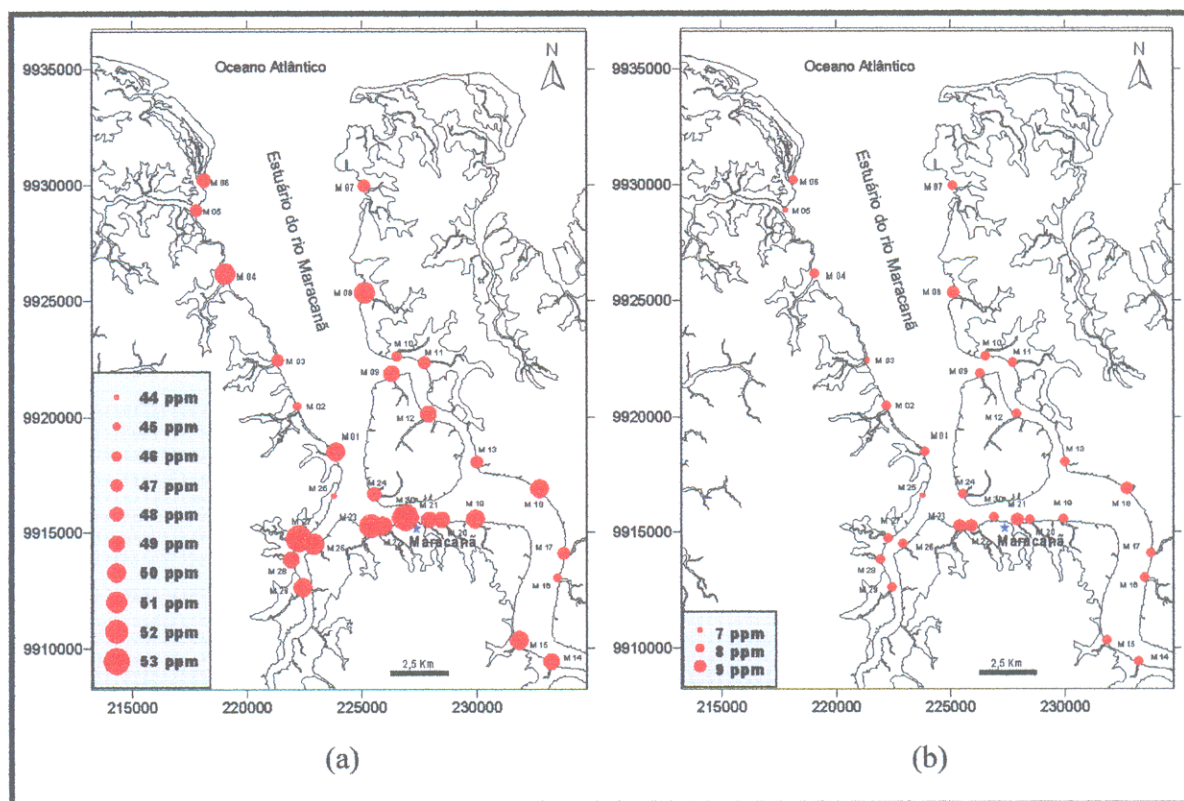 Oceano Atlântico
N
9935000
9930000
9925000
9920000
9915000
9910000
Estuário do rio Maracanã
M 06
M 05
M 04
M 03
M 02
M 01
M 25
M 26
M 28
M 29
M 07
M 08
M 10
M 11
M 09
M 12
M 13
M 24
M 23
M 21
M 19
M 20
M 17
M 15
M 14
Maracanã
44 ppm
45 ppm
46 ppm
47 ppm
48 ppm
49 ppm
50 ppm
51 ppm
52 ppm
53 ppm
2,5 Km
215000
220000
225000
230000
(a)
Oceano Atlântico
N
9935000
9930000
9925000
9920000
9915000
9910000
Estuário do rio Maracanã
M 06
M 05
M 04
M 03
M 02
M 01
M 25
M 27
M 26
M 29
M 07
M 08
M 10
M 11
M 09
M 12
M 13
M 24
M 23
M 21
M 17
M 15
M 14
Maracanã
7 ppm
8 ppm
9 ppm
2,5 Km
215000
220000
225000
230000
(b)